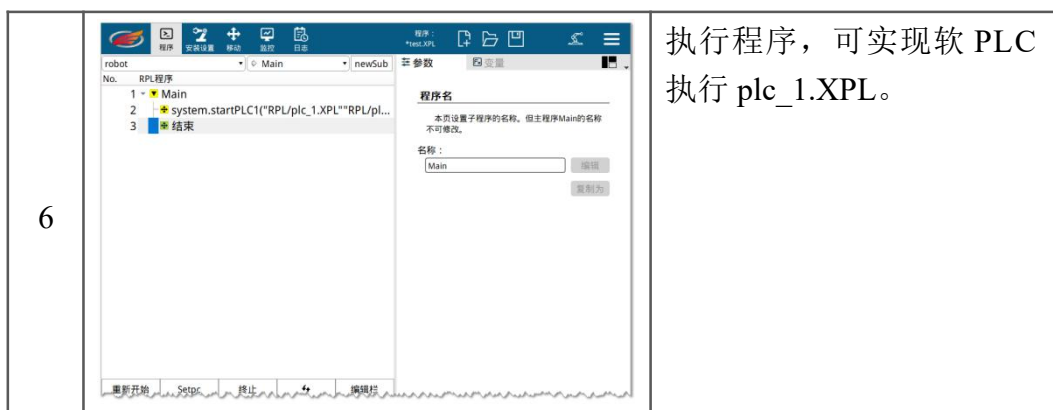 6
程序
安装设置
移动
监控
日志
程序：
*test.XPL
robot
Main
newSub
参数
变量
No. RPL程序
1 Main
2 system.startPLC1("RPL/plc_1.XPL""RPL/pl...
3 结束
程序名
本页设置子程序的名称。但主程序Main的名称
不可修改。
名称：
Main
编辑
复制为
重新开始
Setpc
终止
编辑栏
执行程序，可实现软 PLC
执行 plc_1.XPL。